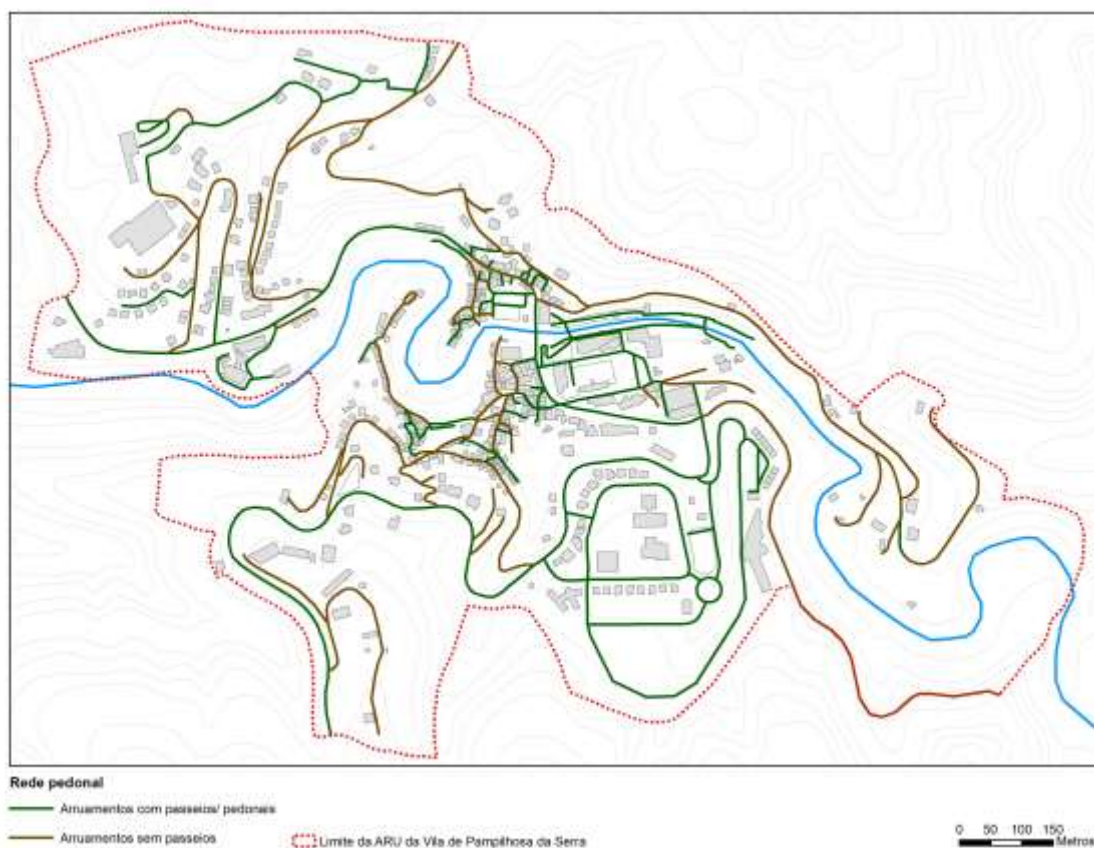 Rede pedonal
Arruamentos com passeios/ pedonais
Arruamentos sem passeios
Limite da ARU da Vila de Pampilhosa da Serra
0 50 100 150
Metros